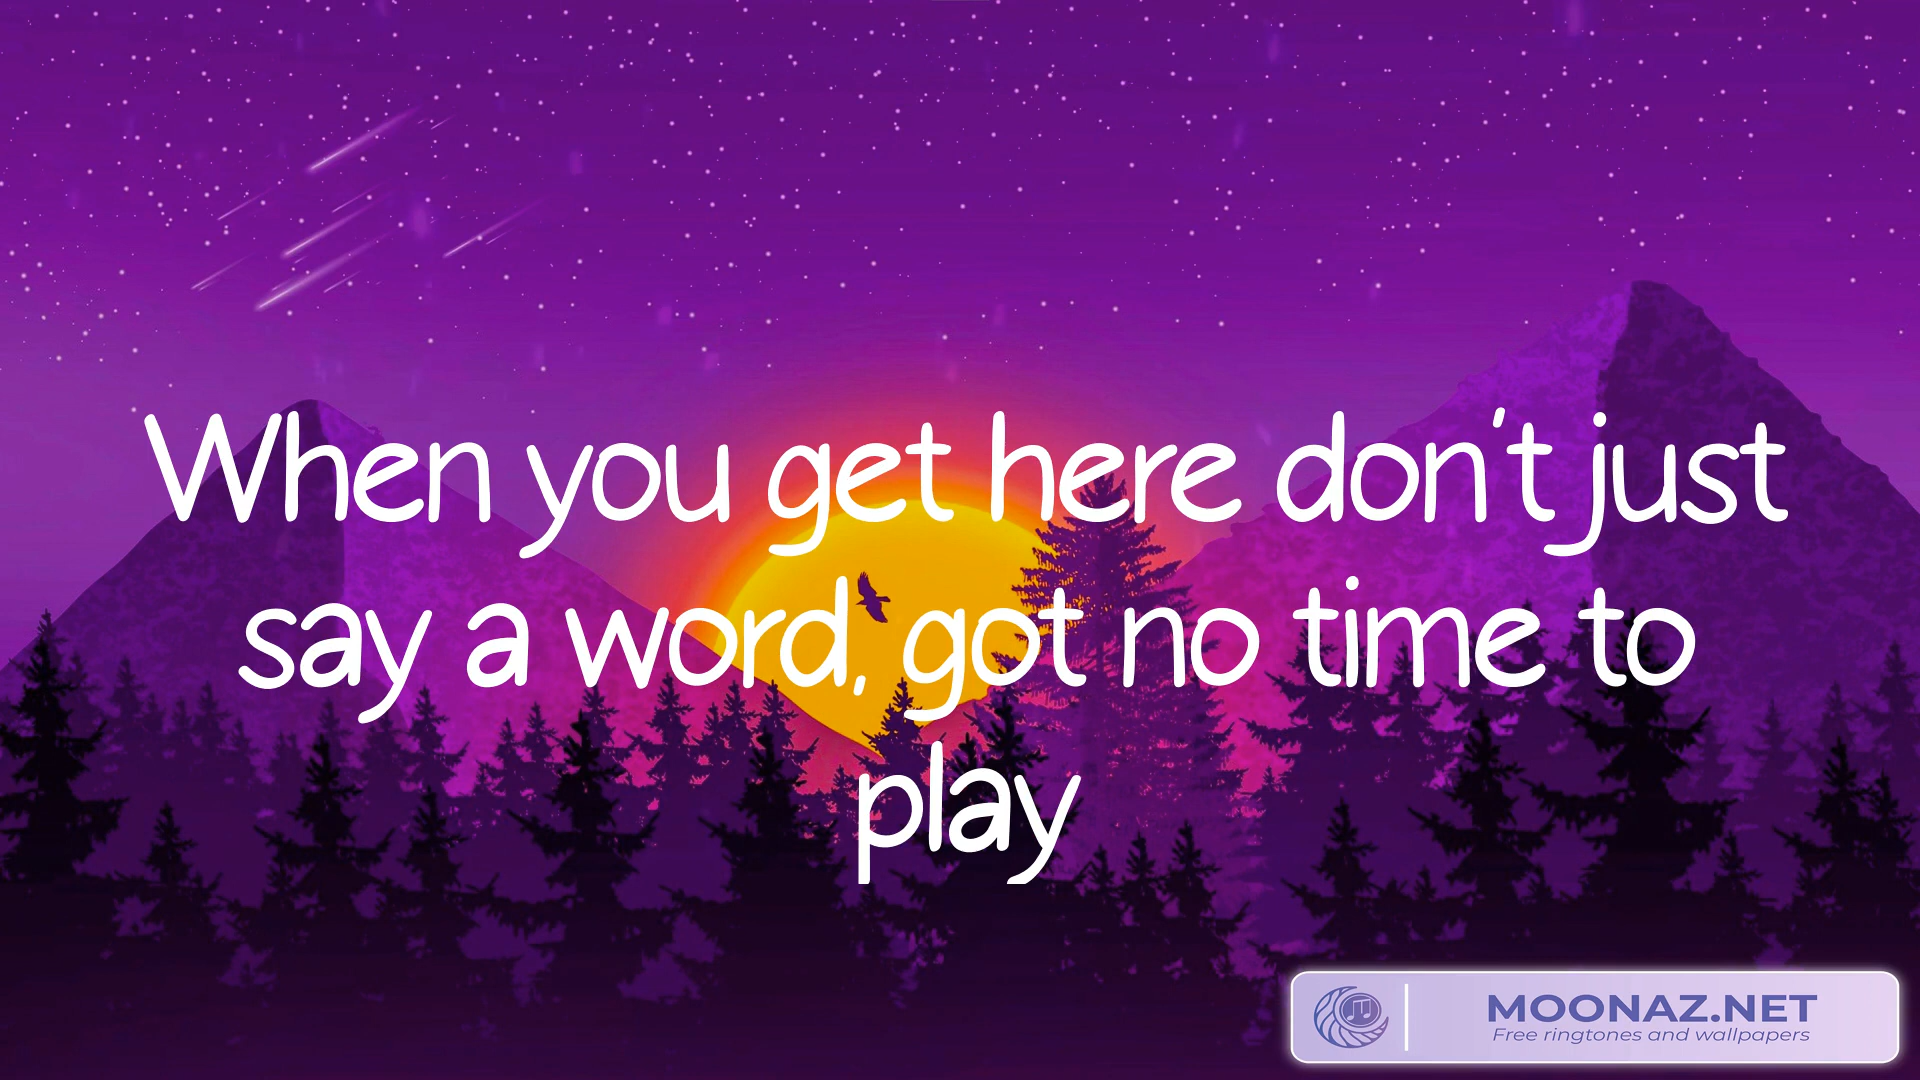 When you get here don't just
say a word, got no time to
play
MOONAZ.NET
Free ringtones and wallpapers